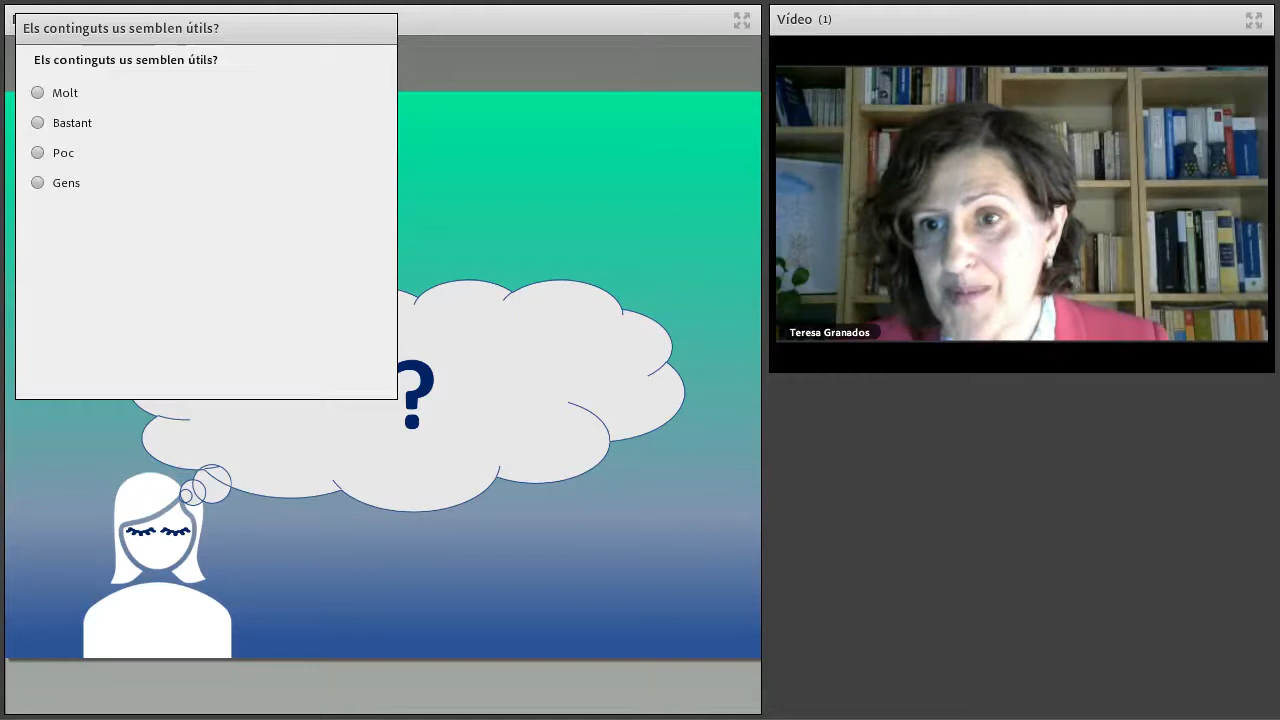 Els continguts us semblen útils?
Els continguts us semblen útils?
Molt
Bastant
Poc
Gens
?
Vídeo (1)
Teresa Granados